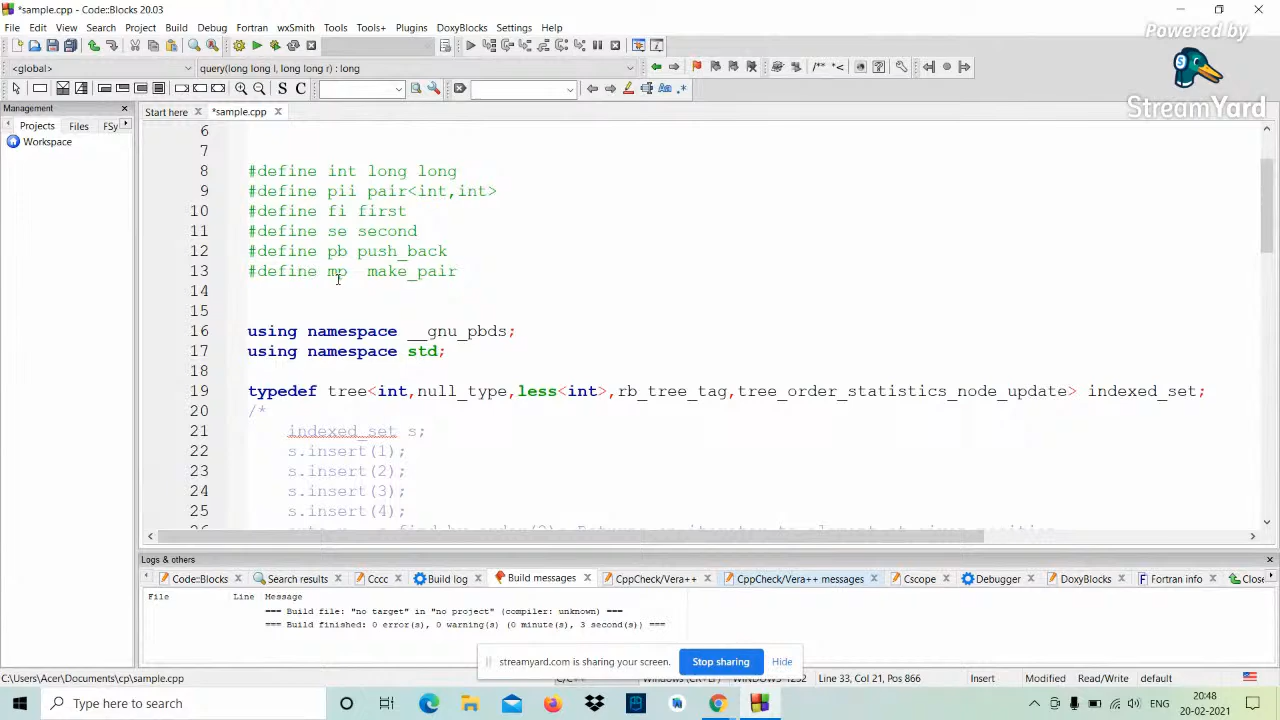 *sample.cpp - Code::Blocks 20.03
Powered by
StreamYard
File Edit View Search Project Build Debug Fortran wxSmith Tools Tools+ Plugins DoxyBlocks Settings Help
<global> query(long long l, long long r) : long
S C Aa .*
Management
Projects Files FSy
Workspace
Start here *sample.cpp
6
7
8 #define int long long
9 #define pii pair<int,int>
10 #define fi first
11 #define se second
12 #define pb push_back
13 #define mp make_pair
14
15
16 using namespace __gnu_pbds;
17 using namespace std;
18
19 typedef tree<int,null_type,less<int>,rb_tree_tag,tree_order_statistics_node_update> indexed_set;
20 /*
21 indexed_set s;
22 s.insert(1);
23 s.insert(2);
24 s.insert(3);
25 s.insert(4);
Logs & others
Code::Blocks Search results Cccc Build log Build messages CppCheck/Vera++ CppCheck/Vera++ messages Cscope Debugger DoxyBlocks Fortran info Close
File Line Message
=== Build file: "no target" in "no project" (compiler: unknown) ===
=== Build finished: 0 error(s), 0 warning(s) (0 minute(s), 3 second(s)) ===
streamyard.com is sharing your screen. Stop sharing Hide
C:\Users\Acer\Documents\cp\sample.cpp Line 33, Col 21, Pos 866 Insert Modified Read/Write default
Type here to search
ENG
20:48
20-02-2021